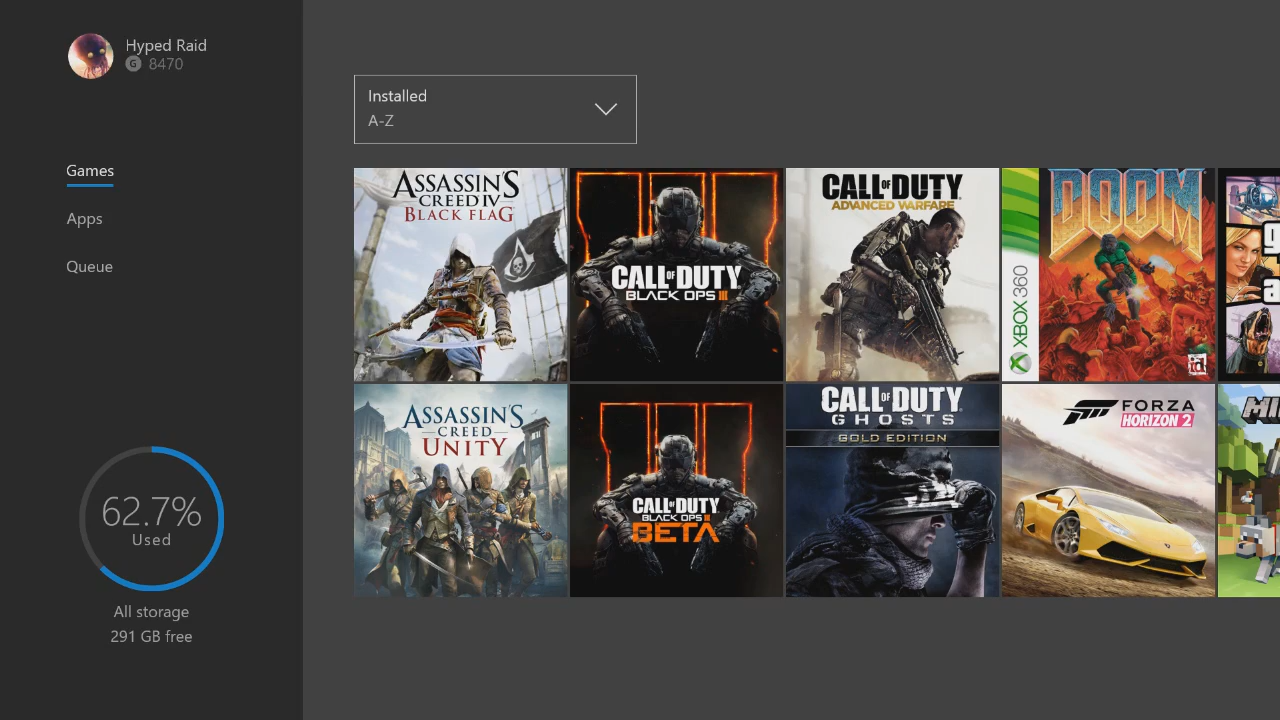 Hyped Raid
G 8470
Games
Apps
Queue
62.7%
Used
All storage
291 GB free
Installed
A-Z
ASSASSIN'S
CREED IV
BLACK FLAG
CALL OF DUTY
BLACK OPS III
CALL OF DUTY
ADVANCED WARFARE
XBOX 360
DOOM
id
g
a
ASSASSIN'S
CREED
UNITY
CALL OF DUTY
BLACK OPS III
BETA
CALL OF DUTY
GHOSTS
GOLD EDITION
FORZA
HORIZON 2
MI